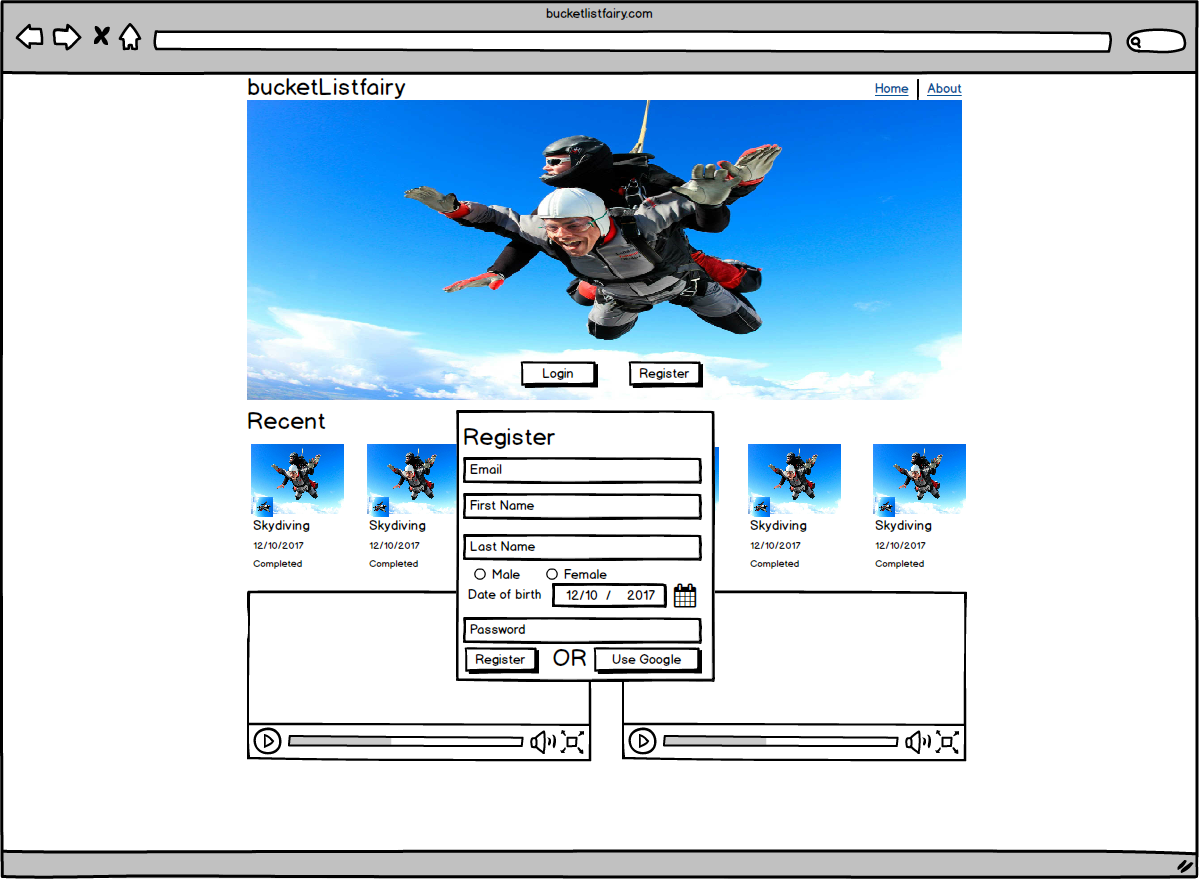 bucketlistfairy.com
bucketListfairy
Home
About
Login
Register
Recent
Skydiving
12/10/2017
Completed
Skydiving
12/10/2017
Completed
Register
Email
First Name
Last Name
Male
Female
Date of birth
12/10 / 2017
Password
Register
OR
Use Google
Skydiving
12/10/2017
Completed
Skydiving
12/10/2017
Completed